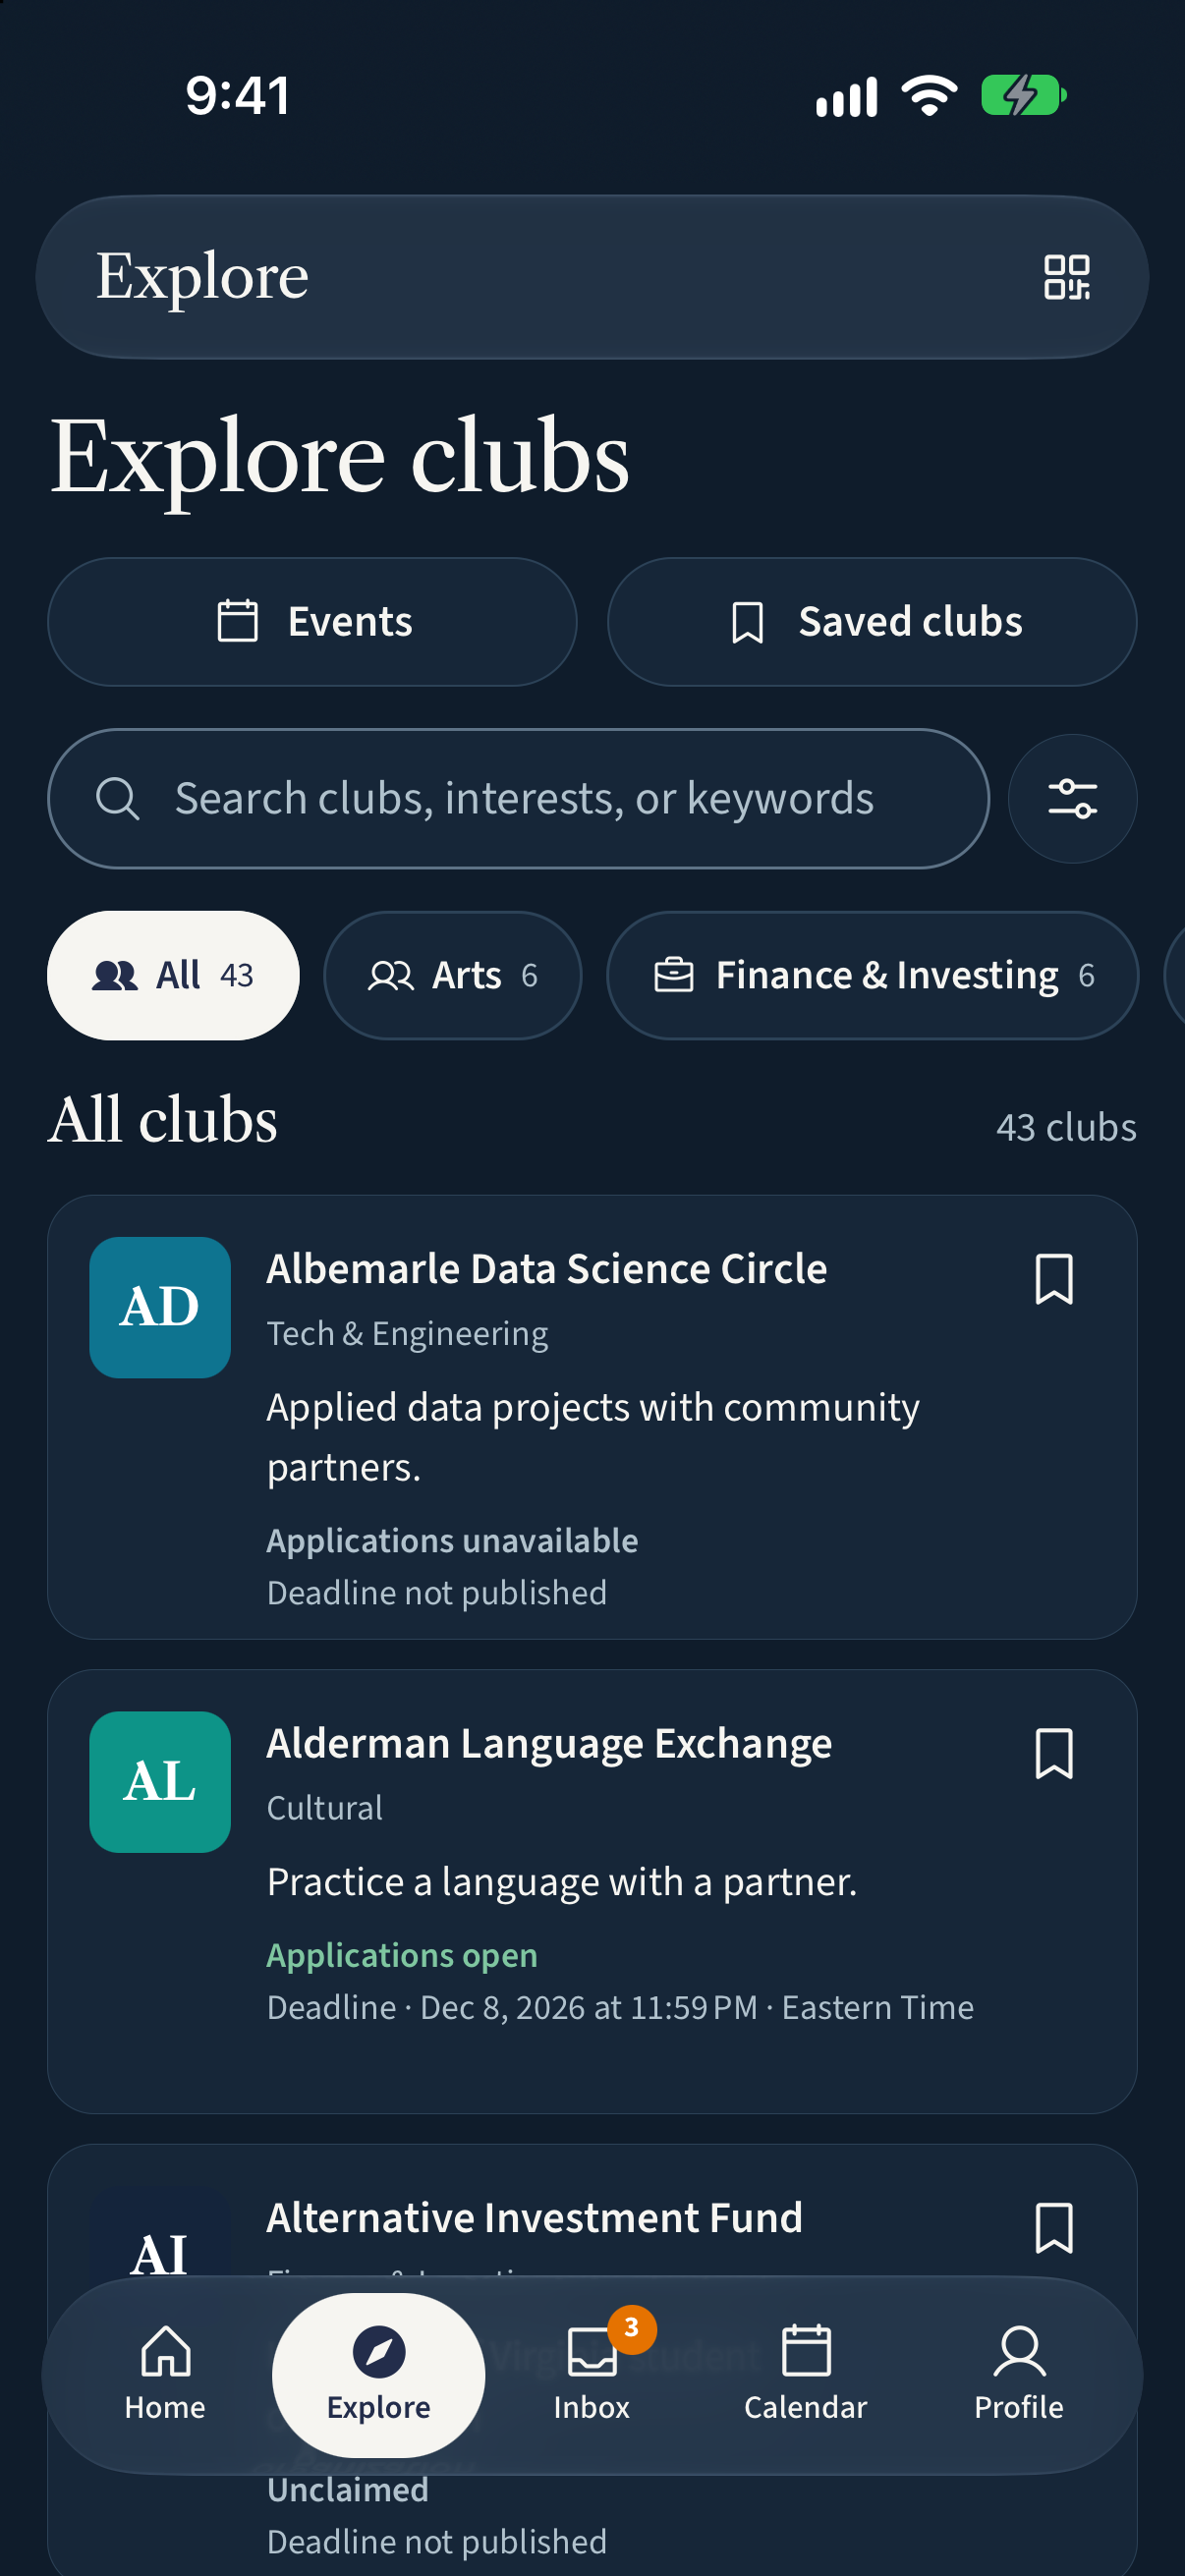 9:41
Explore
Explore clubs
Events
Saved clubs
Search clubs, interests, or keywords
All 43
Arts 6
Finance & Investing 6
All clubs
43 clubs
AD
Albemarle Data Science Circle
Tech & Engineering
Applied data projects with community
partners.
Applications unavailable
Deadline not published
AL
Alderman Language Exchange
Cultural
Practice a language with a partner.
Applications open
Deadline · Dec 8, 2026 at 11:59 PM · Eastern Time
AI
Alternative Investment Fund
Home
Explore
3
Inbox
Calendar
Profile
Unclaimed
Deadline not published